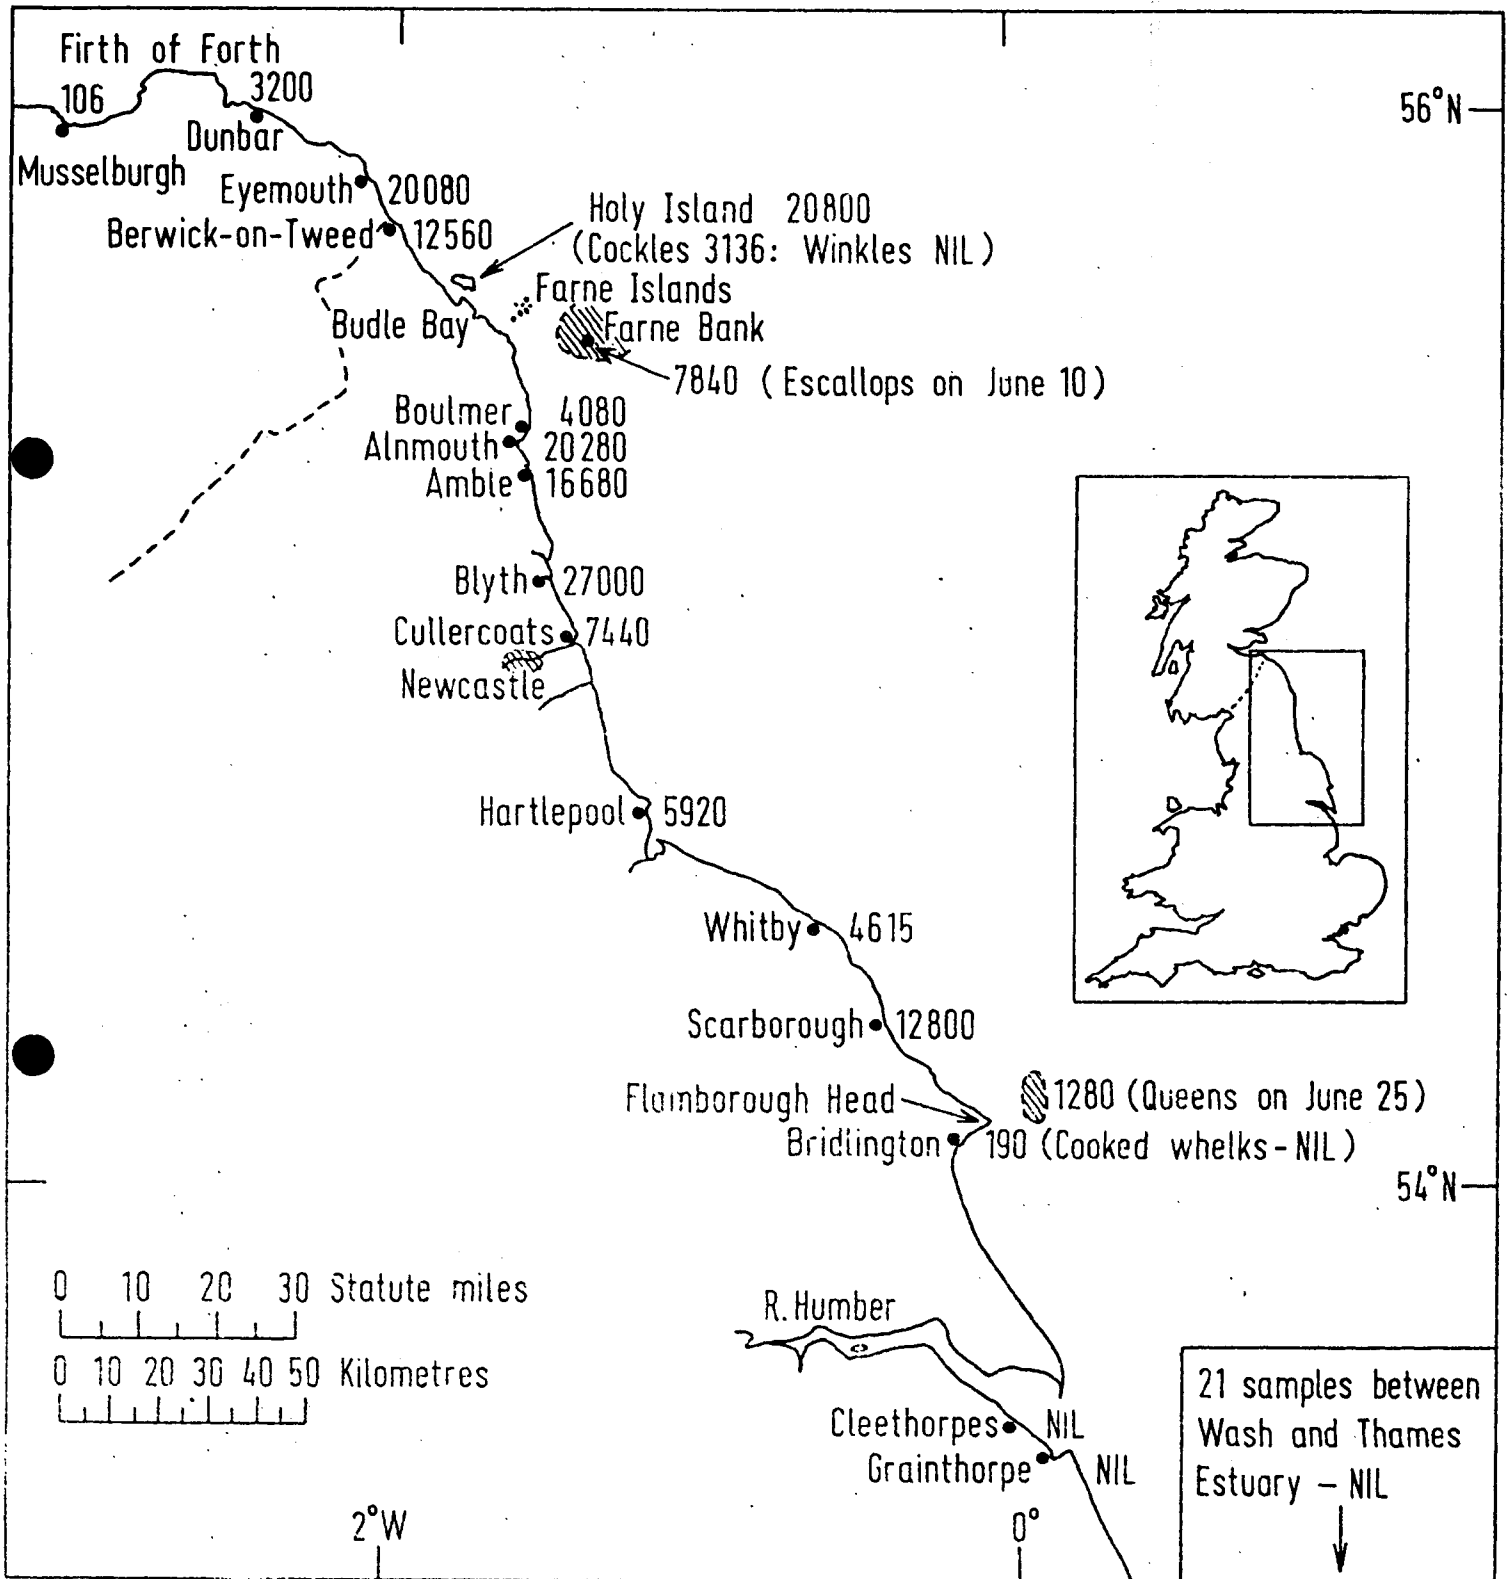 Firth of Forth
106
3200
56°N
Dunbar
Musselburgh
Eyemouth 20080
Berwick-on-Tweed 12560
Holy Island 20800
(Cockles 3136: Winkles NIL)
Farne Islands
Budle Bay
Farne Bank
7840 (Escallops on June 10)
Boulmer 4080
Alnmouth 20280
Amble 16680
Blyth 27000
Cullercoats 7440
Newcastle
Hartlepool 5920
Whitby 4615
Scarborough 12800
Flamborough Head
1280 (Queens on June 25)
Bridlington 190 (Cooked whelks - NIL)
54°N
0 10 20 30 Statute miles
0 10 20 30 40 50 Kilometres
R. Humber
Cleethorpes NIL
Grainthorpe NIL
21 samples between
Wash and Thames
Estuary - NIL
2°W
0°